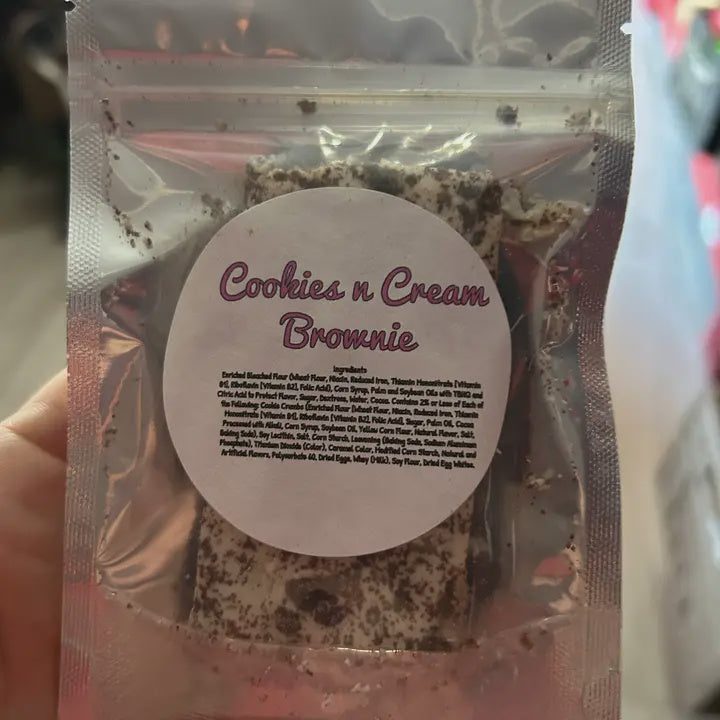 Cookies n Cream
Brownie
Ingredients
Enriched Bleached Flour (Wheat Flour, Niacin, Reduced Iron, Thiamin Mononitrate [Vitamin
B1], Riboflavin [Vitamin B2], Folic Acid), Corn Syrup, Palm and Soybean Oils with TBHQ and
Citric Acid to Protect Flavor, Sugar, Dextrose, Water, Cocoa. Contains 2% or Less of Each of
the Following: Cookie Crumbs (Enriched Flour [Wheat Flour, Niacin, Reduced Iron, Thiamin
Mononitrate [Vitamin B1], Riboflavin [Vitamin B2], Folic Acid], Sugar, Palm Oil, Cocoa
Processed with Alkali, Corn Syrup, Soybean Oil, Yellow Corn Flour, Natural Flavor, Salt,
Baking Soda), Soy Lecithin, Salt, Corn Starch, Leavening (Baking Soda, Sodium Aluminum
Phosphate), Titanium Dioxide (Color), Caramel Color, Modified Corn Starch, Natural and
Artificial Flavors, Polysorbate 60, Dried Eggs, Whey (Milk), Soy Flour, Dried Egg Whites.